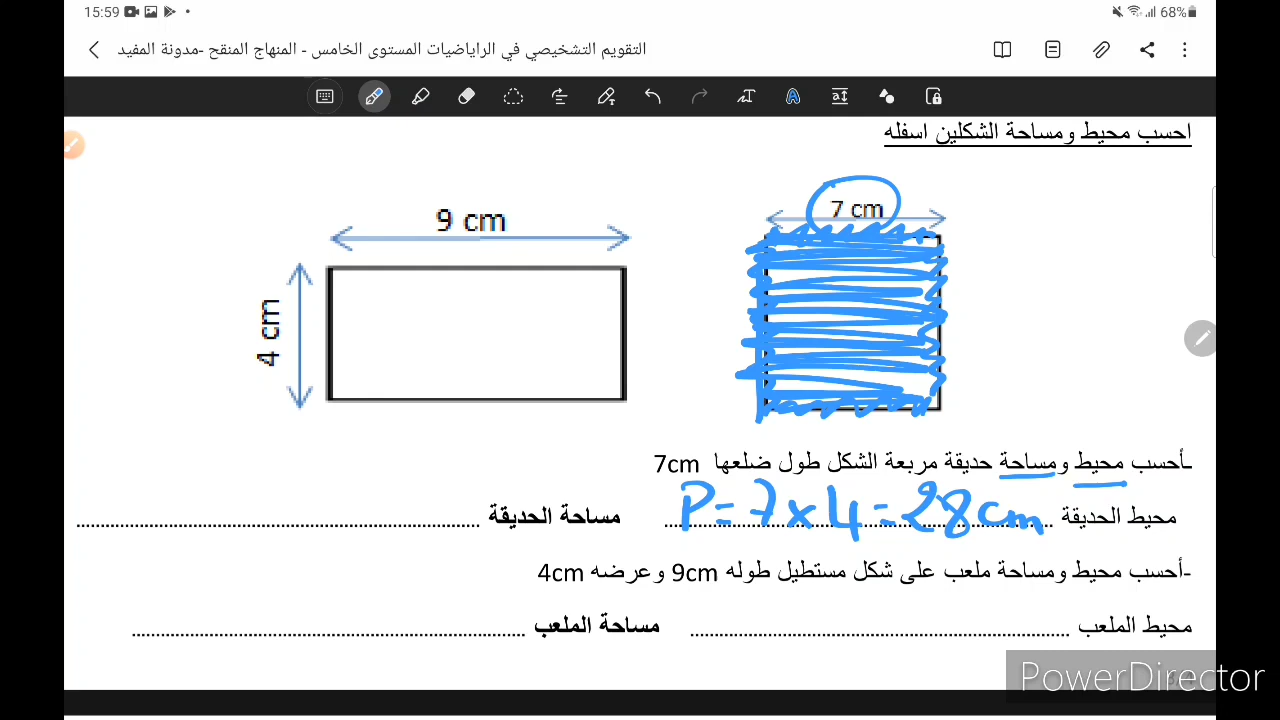 15:59 68%
التقويم التشخيصي في الراياضيات المستوى الخامس - المنهاج المنقح -مدونة المفيد
احسب محيط ومساحة الشكلين اسفله
7 cm
9 cm
4 cm
ـأحسب محيط ومساحة حديقة مربعة الشكل طول ضلعها 7cm
محيط الحديقة P=7x4=28cm مساحة الحديقة
-أحسب محيط ومساحة ملعب على شكل مستطيل طوله 9cm وعرضه 4cm
محيط الملعب مساحة الملعب
PowerDirector